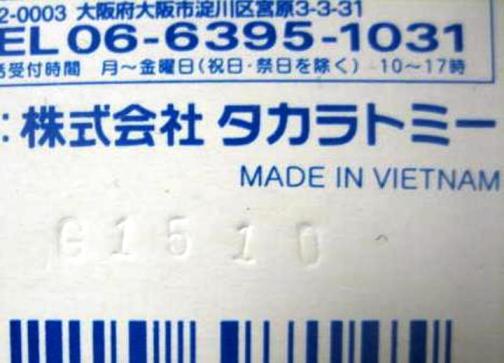 2-0003 大阪府大阪市淀川区宮原3-3-31
EL 06-6395-1031
受付時間 月~金曜日(祝日・祭日を除く) 10~17時
: 株式会社 タカラトミー
MADE IN VIETNAM
G1510